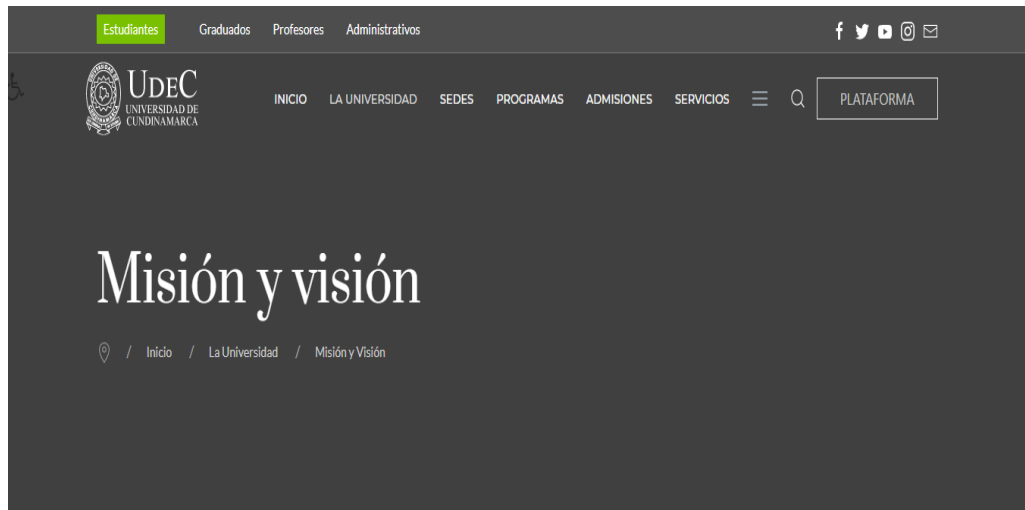 Estudiantes Graduados Profesores Administrativos
UDEC
UNIVERSIDAD DE
CUNDINAMARCA
INICIO LA UNIVERSIDAD SEDES PROGRAMAS ADMISIONES SERVICIOS PLATAFORMA
Misión y visión
/ Inicio / La Universidad / Misión y Visión